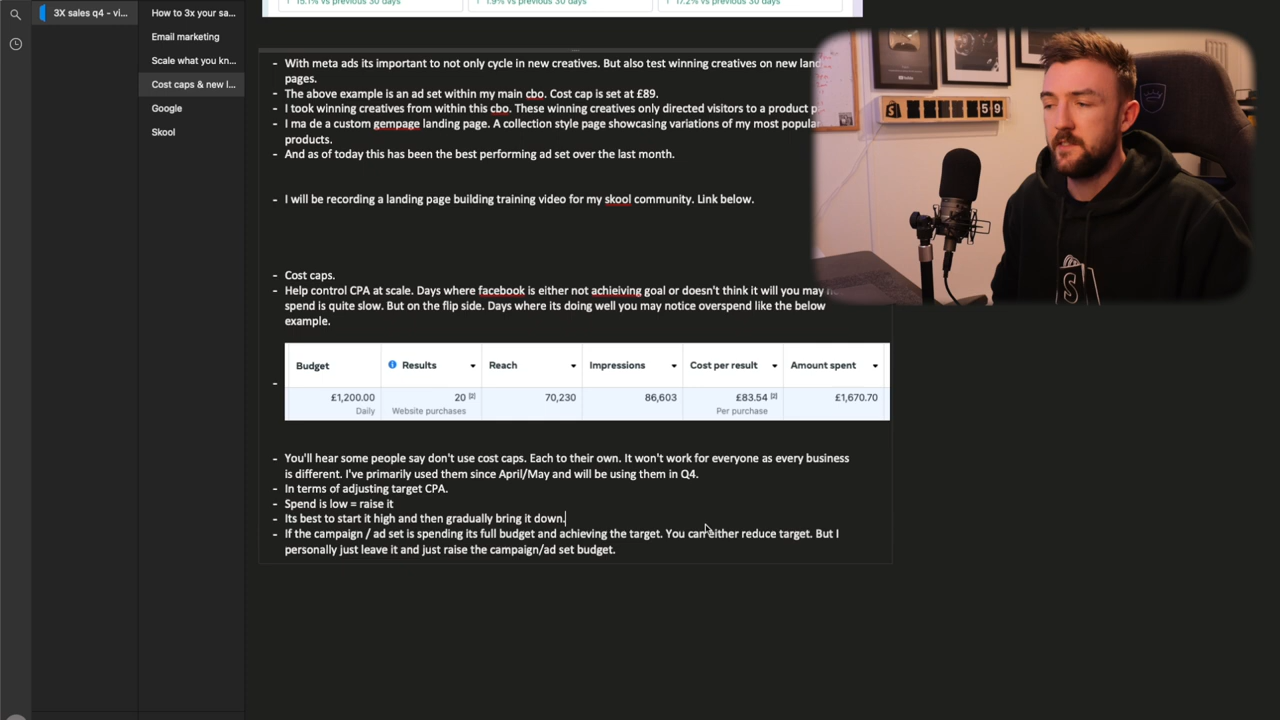 3X sales q4 - vi...
How to 3x your sa...
Email marketing
Scale what you kn...
Cost caps & new l...
Google
Skool
↑ 15.1% vs previous 30 days
↑ 1.9% vs previous 30 days
↑ 17.2% vs previous 30 days
- With meta ads its important to not only cycle in new creatives. But also test winning creatives on new land
pages.
- The above example is an ad set within my main cbo. Cost cap is set at £89.
- I took winning creatives from within this cbo. These winning creatives only directed visitors to a product p
- I ma de a custom gempage landing page. A collection style page showcasing variations of my most popular
products.
- And as of today this has been the best performing ad set over the last month.
- I will be recording a landing page building training video for my skool community. Link below.
- Cost caps.
- Help control CPA at scale. Days where facebook is either not achieiving goal or doesn't think it will you may
spend is quite slow. But on the flip side. Days where its doing well you may notice overspend like the below
example.
-
Budget Results Reach Impressions Cost per result Amount spent
£1,200.00 20 [2] 70,230 86,603 £83.54 [2] £1,670.70
Daily Website purchases Per purchase
- You'll hear some people say don't use cost caps. Each to their own. It won't work for everyone as every business
is different. I've primarily used them since April/May and will be using them in Q4.
- In terms of adjusting target CPA.
- Spend is low = raise it
- Its best to start it high and then gradually bring it down.
- If the campaign / ad set is spending its full budget and achieving the target. You can either reduce target. But I
personally just leave it and just raise the campaign/ad set budget.
59